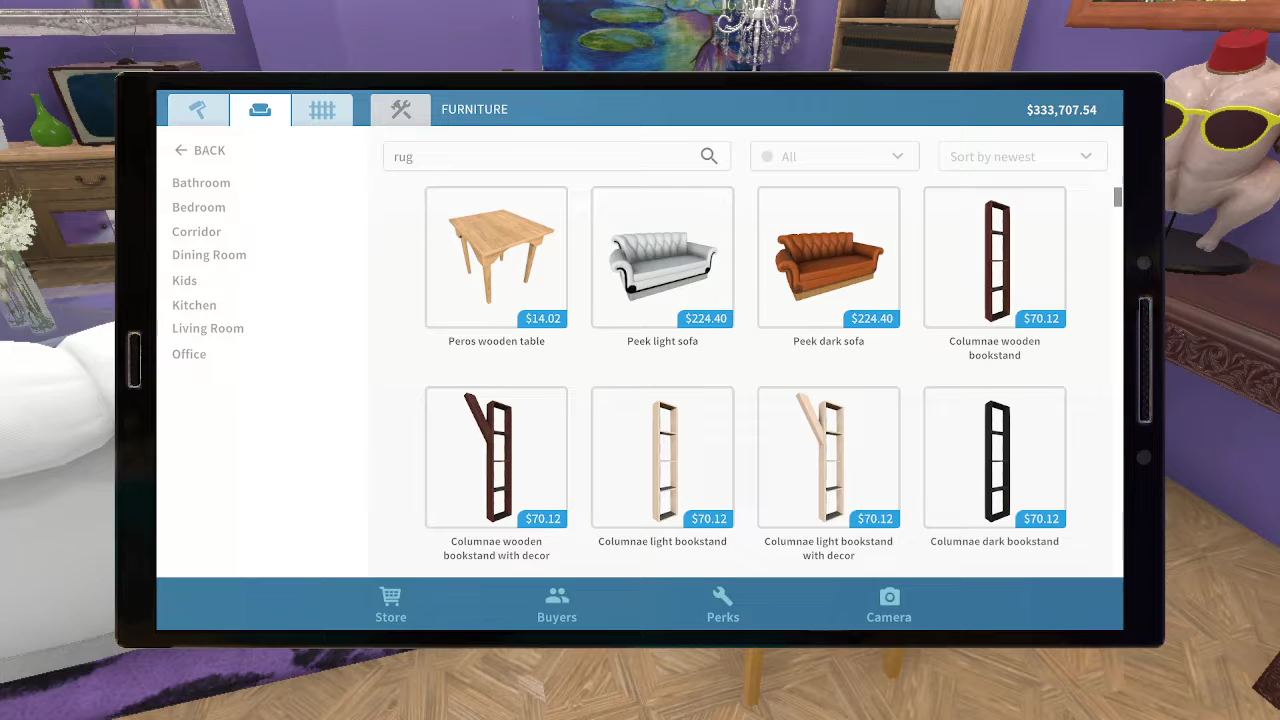 FURNITURE
$333,707.54
BACK
rug
All
Sort by newest
Bathroom
Bedroom
Corridor
Dining Room
Kids
Kitchen
Living Room
Office
$14.02
$224.40
$224.40
$70.12
Peros wooden table
Peek light sofa
Peek dark sofa
Columnae wooden
bookstand
$70.12
$70.12
$70.12
$70.12
Columnae wooden
bookstand with decor
Columnae light bookstand
Columnae light bookstand
with decor
Columnae dark bookstand
Store
Buyers
Perks
Camera